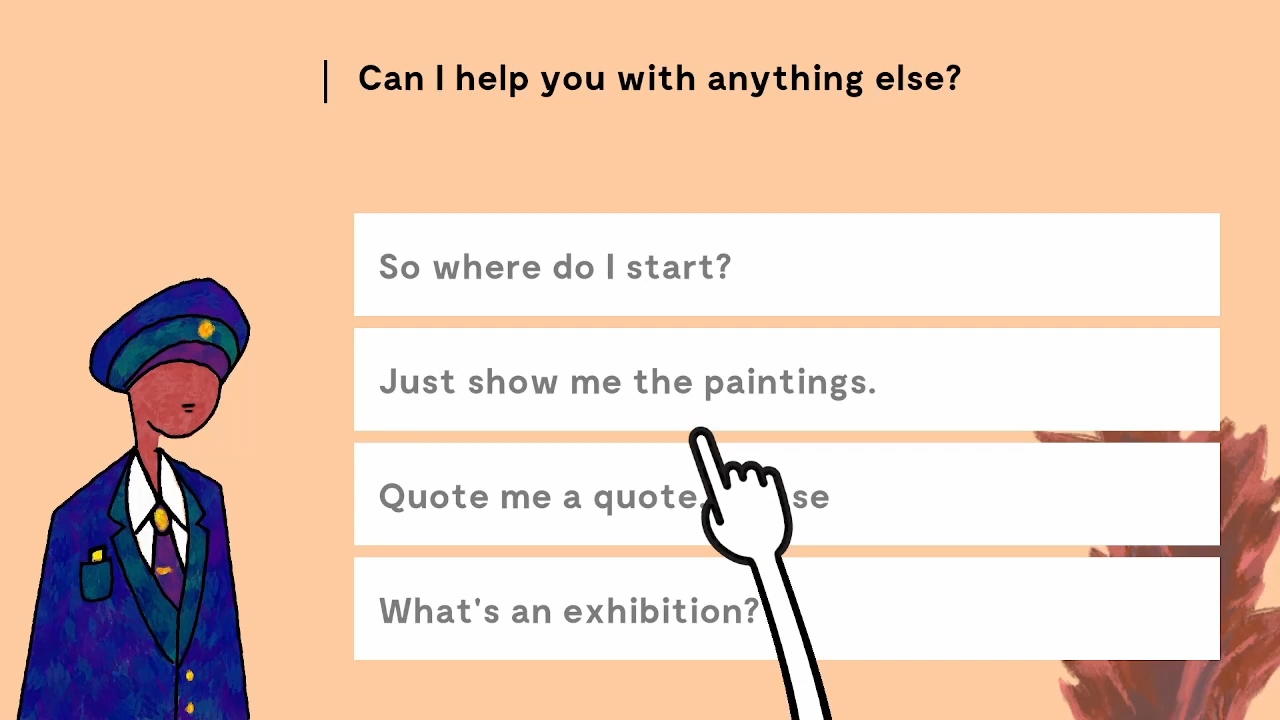 Can I help you with anything else?
So where do I start?
Just show me the paintings.
Quote me a quote
What's an exhibition?